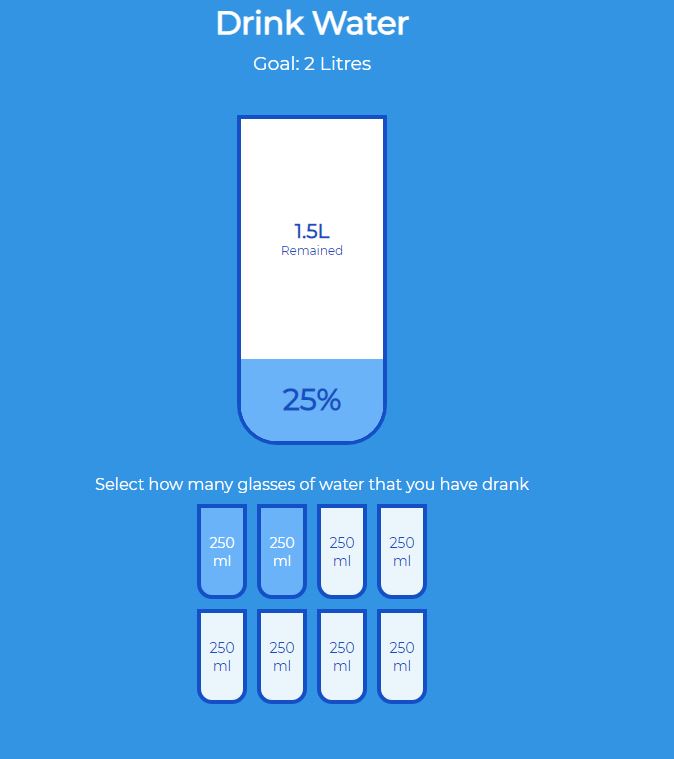 Drink Water
Goal: 2 Litres
1.5L
Remained
25%
Select how many glasses of water that you have drank
250 250 250 250
ml ml ml ml
250 250 250 250
ml ml ml ml